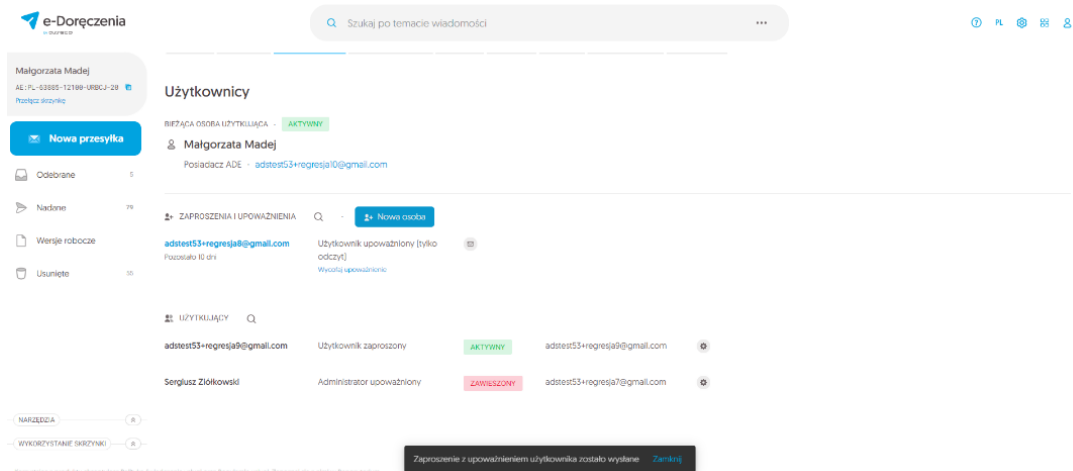 e-Doręczenia
Szukaj po temacie wiadomości
PL
Małgorzata Madej
AE:PL-63885-12100-URBCJ-20
Przełącz skrzynkę
Nowa przesyłka
Odebrane 5
Nadane
Wersje robocze
Usunięte
NARZĘDZIA
WYKORZYSTANIE SKRZYNKI
Użytkownicy
BIEŻĄCA OSOBA UŻYTKUJĄCA - AKTYWNY
Małgorzata Madej
Posiadacz ADE - adstest53+regresja10@gmail.com
ZAPROSZENIA I UPOWAŻNIENIA - Nowa osoba
adstest53+regresja8@gmail.com Użytkownik upoważniony (tylko
Pozostało 10 dni odczyt)
Wycofaj upoważnienie
UŻYTKUJĄCY
adstest53+regresja9@gmail.com Użytkownik zaproszony AKTYWNY adstest53+regresja9@gmail.com
Sergiusz Ziółkowski Administrator upoważniony ZAWIESZONY adstest53+regresja7@gmail.com
Zaproszenie z upoważnieniem użytkownika zostało wysłane Zamknij